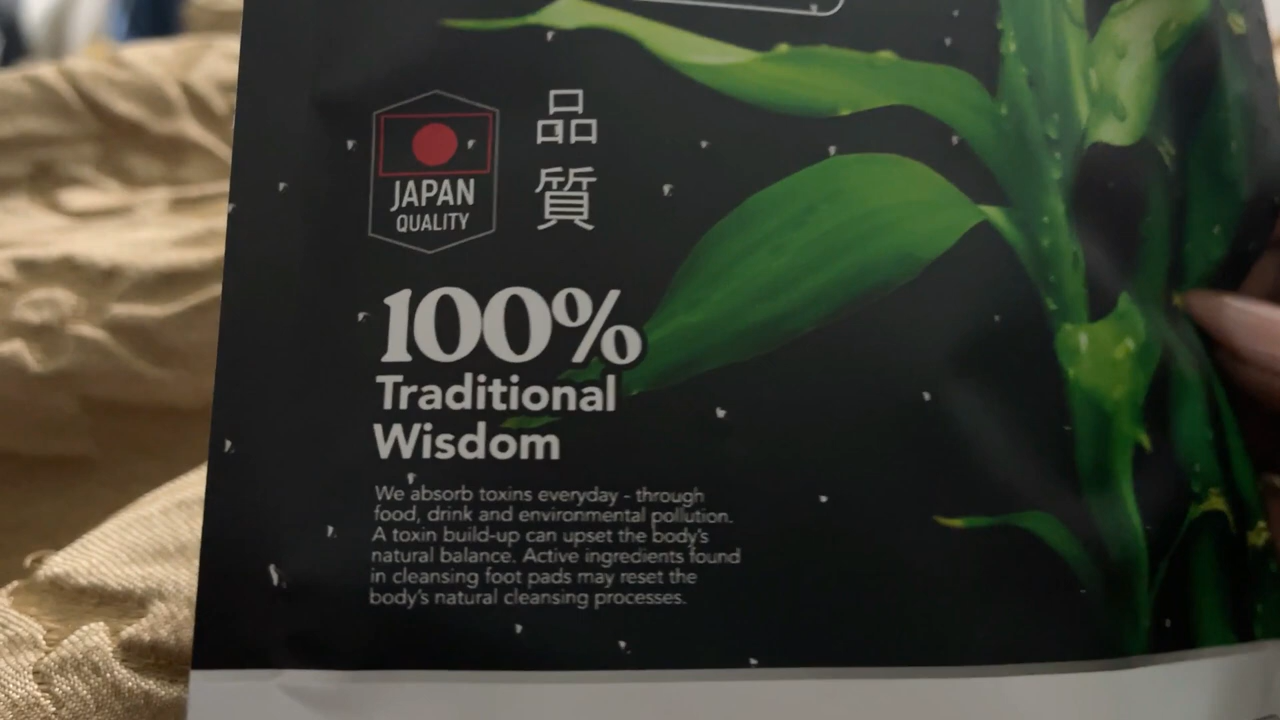 JAPAN
QUALITY
品
質
100%
Traditional
Wisdom
We absorb toxins everyday - through
food, drink and environmental pollution.
A toxin build-up can upset the body's
natural balance. Active ingredients found
in cleansing foot pads may reset the
body's natural cleansing processes.